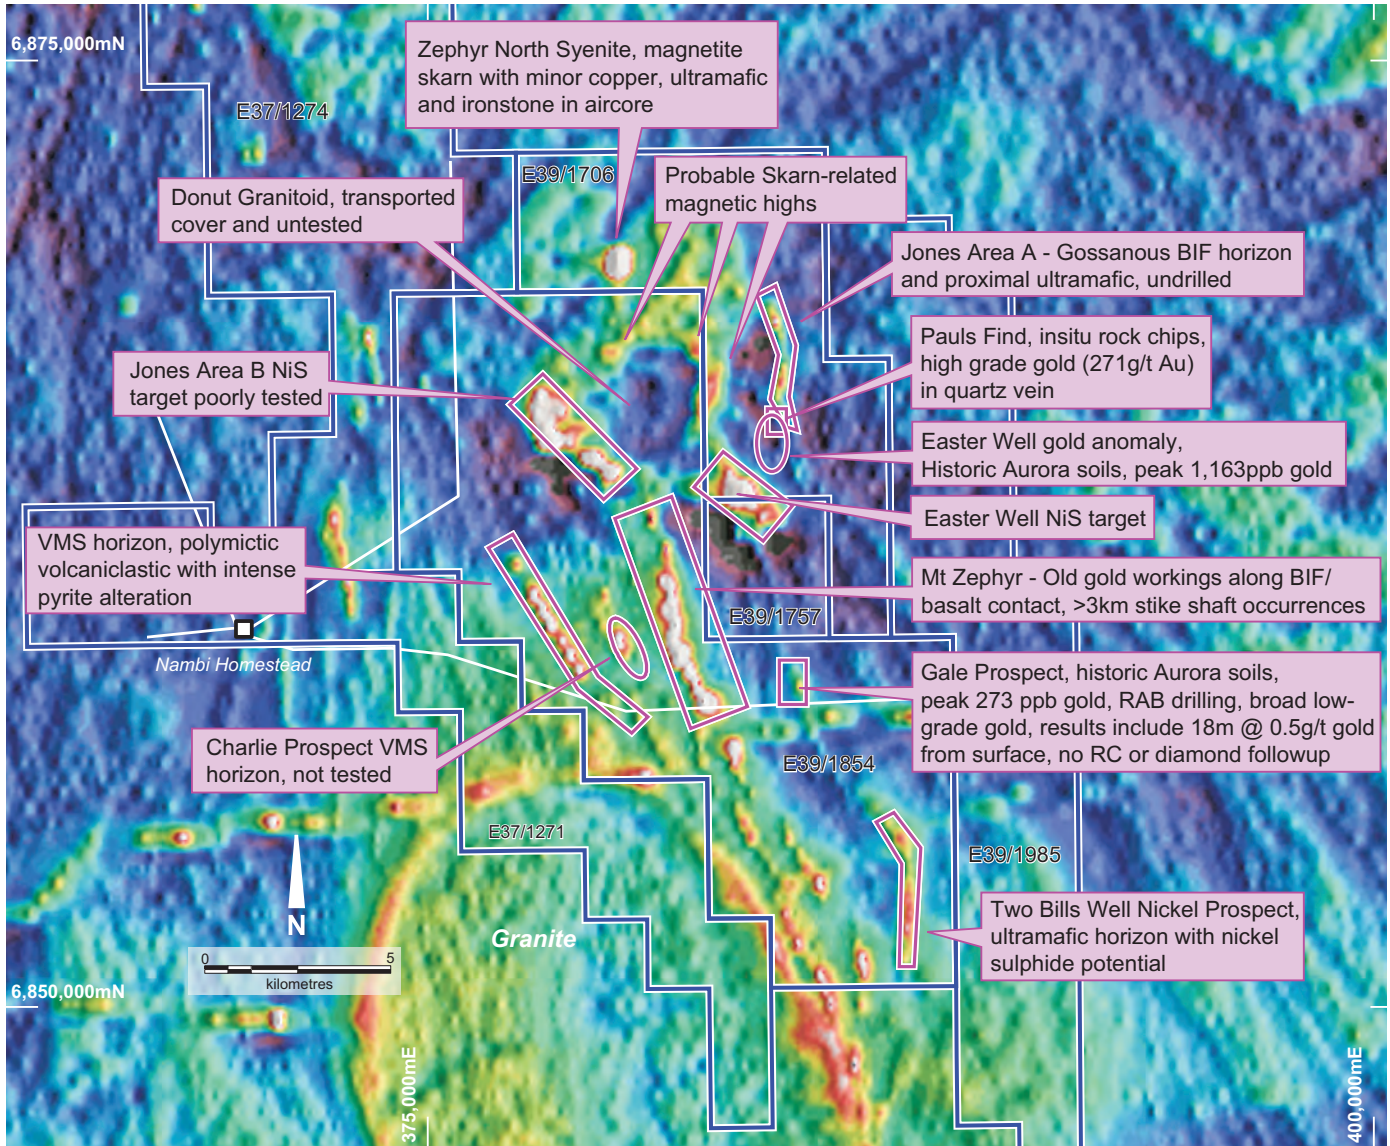 6,875,000mN
Zephyr North Syenite, magnetite
skarn with minor copper, ultramafic
and ironstone in aircore
E37/1274
E39/1706
Probable Skarn-related
magnetic highs
Donut Granitoid, transported
cover and untested
Jones Area A - Gossanous BIF horizon
and proximal ultramafic, undrilled
Pauls Find, insitu rock chips,
high grade gold (271g/t Au)
in quartz vein
Jones Area B NiS
target poorly tested
Easter Well gold anomaly,
Historic Aurora soils, peak 1,163ppb gold
Easter Well NiS target
VMS horizon, polymictic
volcaniclastic with intense
pyrite alteration
Mt Zephyr - Old gold workings along BIF/
basalt contact, >3km stike shaft occurrences
E39/1757
Nambi Homestead
Gale Prospect, historic Aurora soils,
peak 273 ppb gold, RAB drilling, broad low-
grade gold, results include 18m @ 0.5g/t gold
from surface, no RC or diamond followup
Charlie Prospect VMS
horizon, not tested
E39/1854
E37/1271
E39/1985
N
Granite
Two Bills Well Nickel Prospect,
ultramafic horizon with nickel
sulphide potential
0 5
kilometres
6,850,000mN
375,000mE
400,000mE